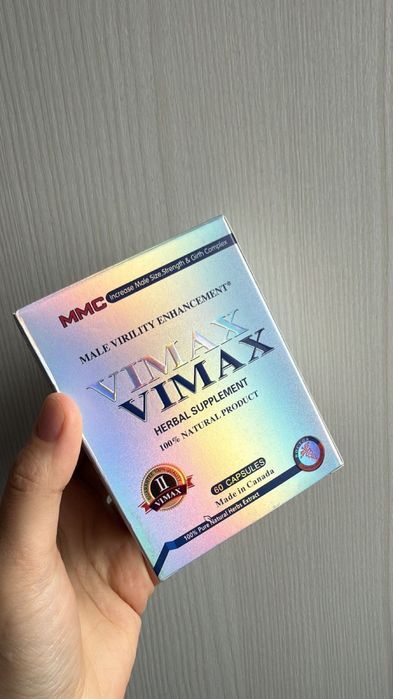 MMC Increase Male Size, Strength & Girth Complex
MALE VIRILITY ENHANCEMENT®
VIMAX
VIMAX
HERBAL SUPPLEMENT
100% NATURAL PRODUCT
II
VIMAX
60 CAPSULES
Made in Canada
100% Pure Natural Herbs Extract